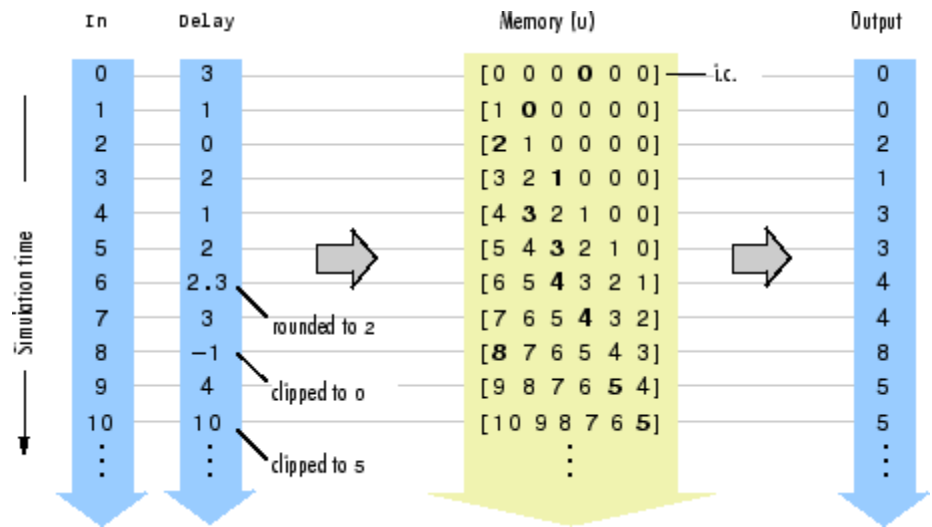 In Delay Memory (u) Output
0 3 [0 0 0 0 0 0] i.c. 0
1 1 [1 0 0 0 0 0] 0
2 0 [2 1 0 0 0 0] 2
3 2 [3 2 1 0 0 0] 1
4 1 [4 3 2 1 0 0] 3
5 2 [5 4 3 2 1 0] 3
6 2.3 [6 5 4 3 2 1] 4
rounded to 2
7 3 [7 6 5 4 3 2] 4
8 −1 [8 7 6 5 4 3] 8
clipped to 0
9 4 [9 8 7 6 5 4] 5
10 10 [10 9 8 7 6 5] 5
clipped to 5
Simulation time